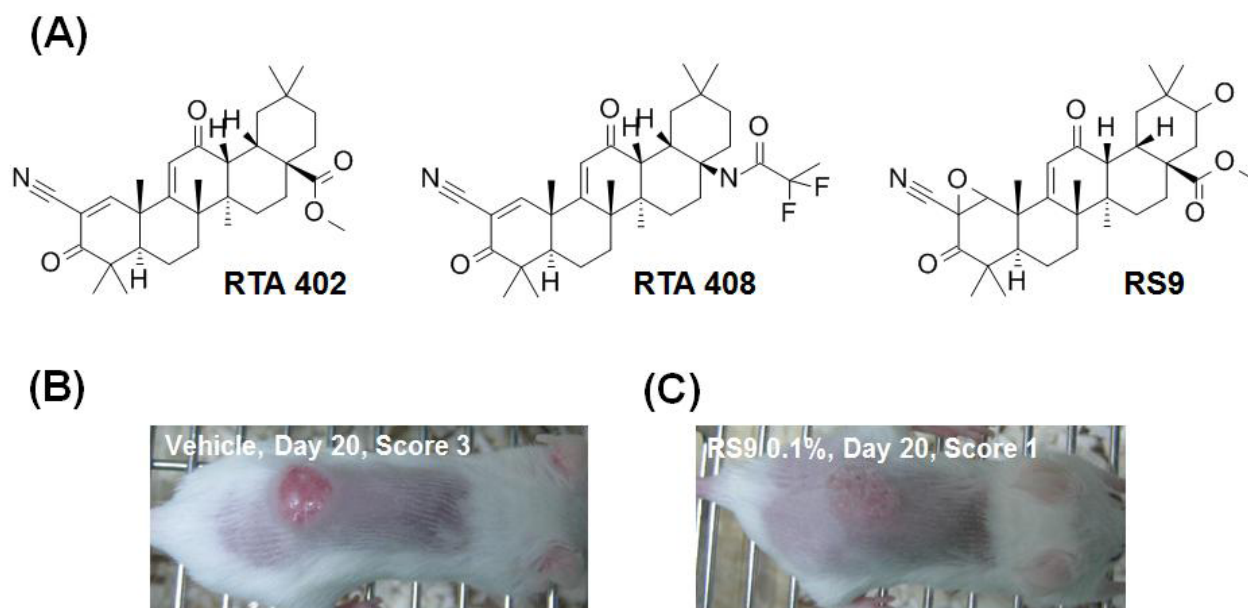 (A)
O H H N O O O H RTA 402
O H H N O O N F F H RTA 408
O H H O O N O O O H RS9
(B)
Vehicle, Day 20, Score 3
(C)
RS9 0.1%, Day 20, Score 1